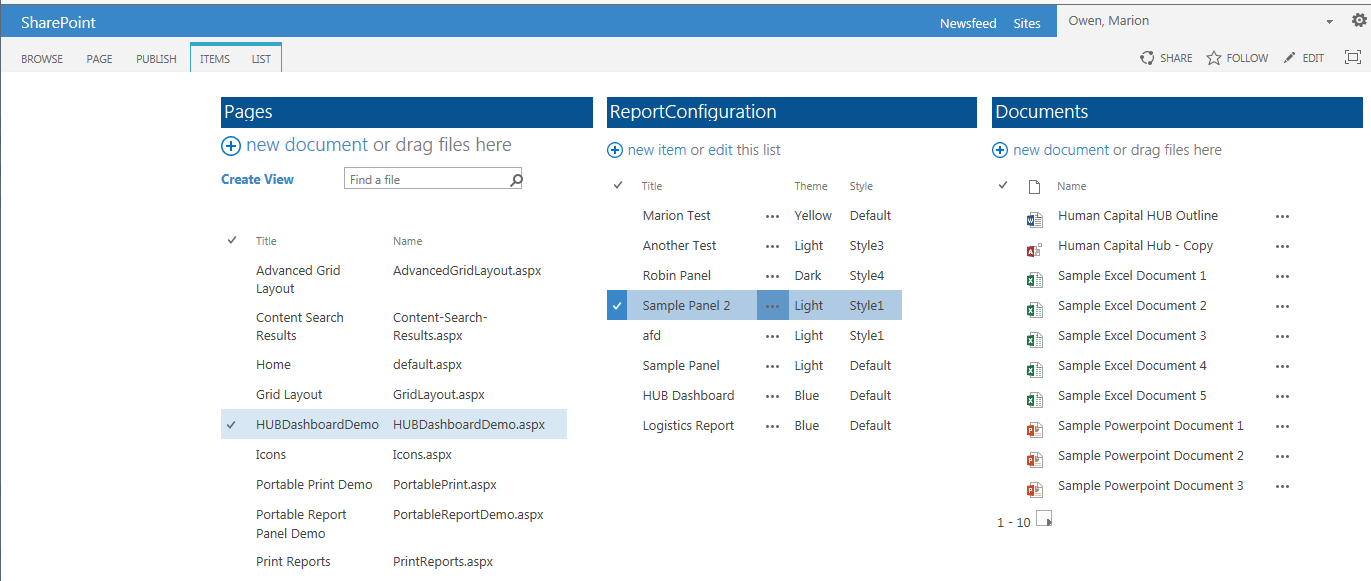 SharePoint Newsfeed Sites Owen, Marion
BROWSE PAGE PUBLISH ITEMS LIST SHARE FOLLOW EDIT
Pages
new document or drag files here
Create View Find a file
Title Name
Advanced Grid AdvancedGridLayout.aspx
Layout
Content Search Content-Search-
Results Results.aspx
Home default.aspx
Grid Layout GridLayout.aspx
HUBDashboardDemo HUBDashboardDemo.aspx
Icons Icons.aspx
Portable Print Demo PortablePrint.aspx
Portable Report PortableReportDemo.aspx
Panel Demo
Print Reports PrintReports.aspx
ReportConfiguration
new item or edit this list
Title Theme Style
Marion Test ... Yellow Default
Another Test ... Light Style3
Robin Panel ... Dark Style4
Sample Panel 2 ... Light Style1
afd ... Light Style1
Sample Panel ... Light Default
HUB Dashboard ... Blue Default
Logistics Report ... Blue Default
Documents
new document or drag files here
Name
Human Capital HUB Outline ...
Human Capital Hub - Copy ...
Sample Excel Document 1 ...
Sample Excel Document 2 ...
Sample Excel Document 3 ...
Sample Excel Document 4 ...
Sample Excel Document 5 ...
Sample Powerpoint Document 1 ...
Sample Powerpoint Document 2 ...
Sample Powerpoint Document 3 ...
1 - 10